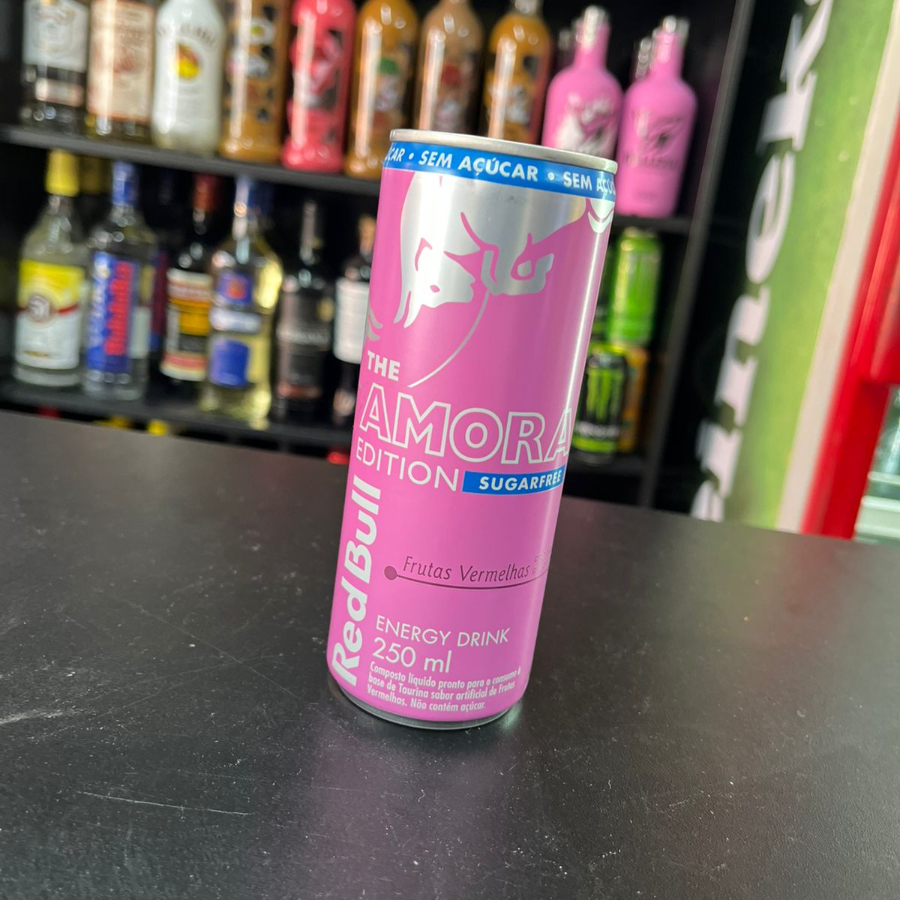 SEM AÇÚCAR • SEM
THE
AMORA
EDITION SUGARFREE
Red Bull
Frutas Vermelhas
ENERGY DRINK
250 ml
Composto líquido pronto para o consumo à
base de Taurina sabor artificial de Frutas
Vermelhas. Não contém açúcar.